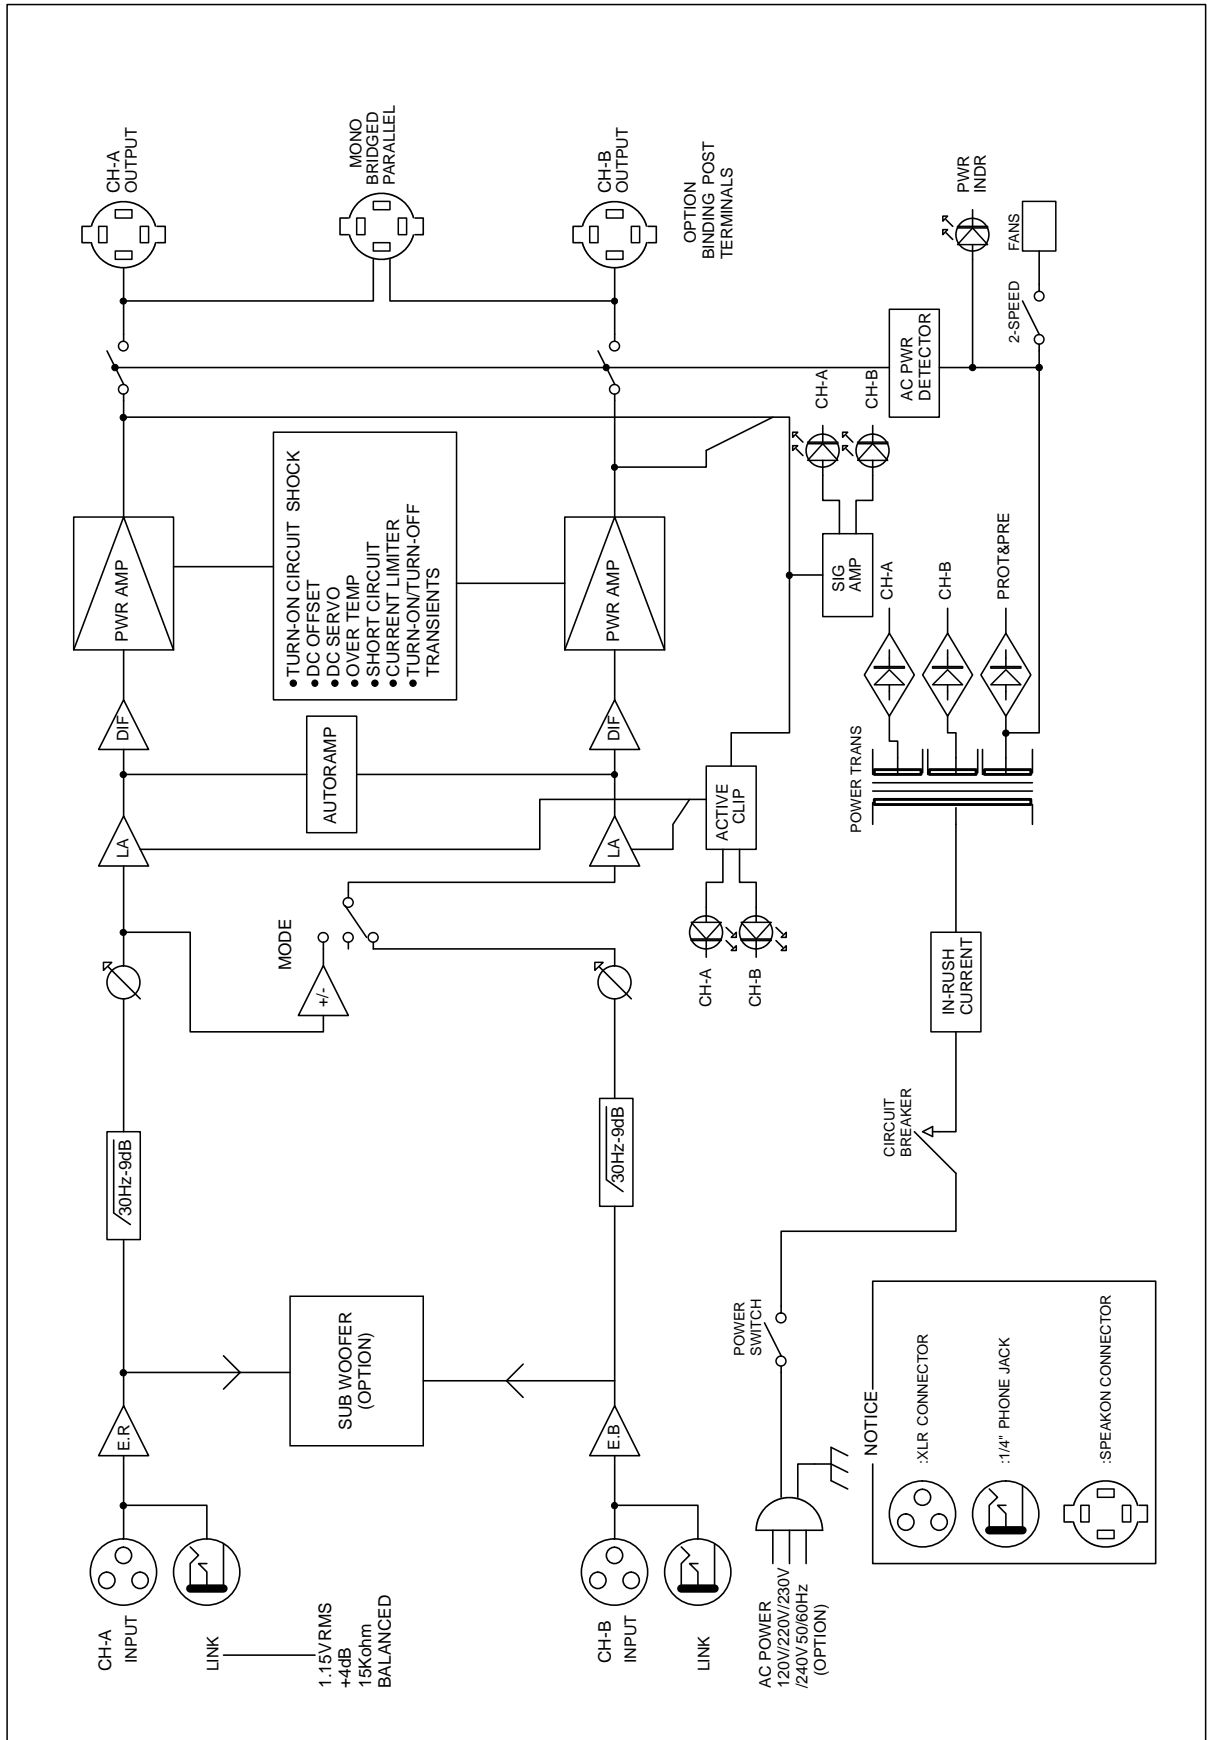 CH-A
INPUT
LINK
1.15V RMS
+4dB
15Kohm
BALANCED
E.R
/30Hz-9dB
LA
DIF
PWR AMP
CH-A
OUTPUT
SUB WOOFER
(OPTION)
MODE
+/-
AUTORAMP
TURN-ON CIRCUIT SHOCK
DC OFFSET
DC SERVO
OVER TEMP
SHORT CIRCUIT
CURRENT LIMITER
TURN-ON/TURN-OFF
TRANSIENTS
MONO
BRIDGED
PARALLEL
CH-B
INPUT
LINK
E.B
/30Hz-9dB
LA
DIF
PWR AMP
CH-B
OUTPUT
OPTION
BINDING POST
TERMINALS
CH-A
CH-B
ACTIVE
CLIP
SIG
AMP
CH-A
CH-B
AC PWR
DETECTOR
PWR
INDR
2-SPEED
FANS
AC POWER
120V/220V/230V
/240V 50/60Hz
(OPTION)
POWER
SWITCH
CIRCUIT
BREAKER
IN-RUSH
CURRENT
POWER TRANS
CH-A
CH-B
PROT&PRE
NOTICE
:XLR CONNECTOR
:1/4" PHONE JACK
:SPEAKON CONNECTOR